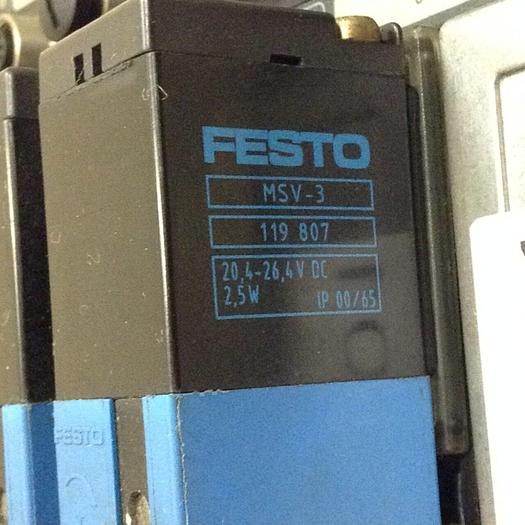 FESTO
MSV-3
119 807
20,4-26,4V DC
2,5W IP 00/65
FESTO